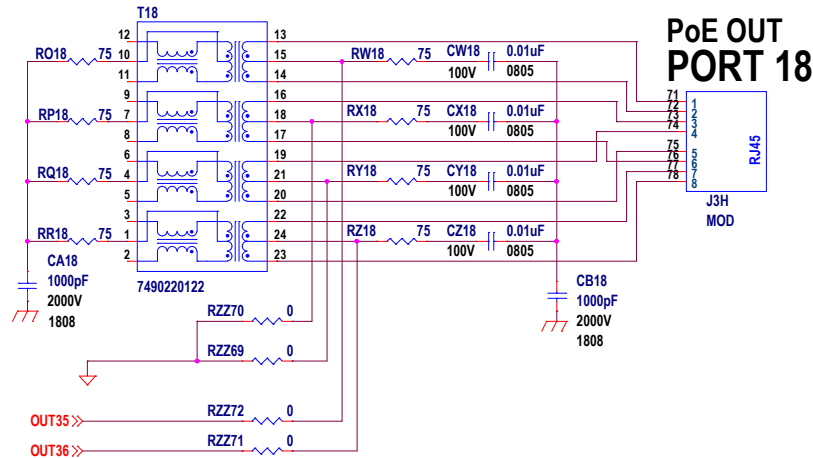 T18
PoE OUT
PORT 18
12 13
RO18 75 10 15 RW18 75 CW18 0.01uF
11 14 100V 0805
9 16
RP18 75 7 18 RX18 75 CX18 0.01uF
8 17 100V 0805
6 19
RQ18 75 4 21 RY18 75 CY18 0.01uF
5 20 100V 0805
3 22
RR18 75 1 24 RZ18 75 CZ18 0.01uF
2 23 100V 0805
71 1
72 2
73 3
74 4
75 5
76 6
77 7
78 8
RJ45
J3H
MOD
CA18
1000pF
2000V
1808
7490220122
CB18
1000pF
2000V
1808
RZZ70 0
RZZ69 0
OUT35 RZZ72 0
OUT36 RZZ71 0